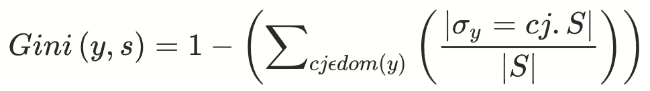 Gini (y, s) = 1 − (∑_{cjϵdom(y)} (|σ_y = cj. S| / |S|))